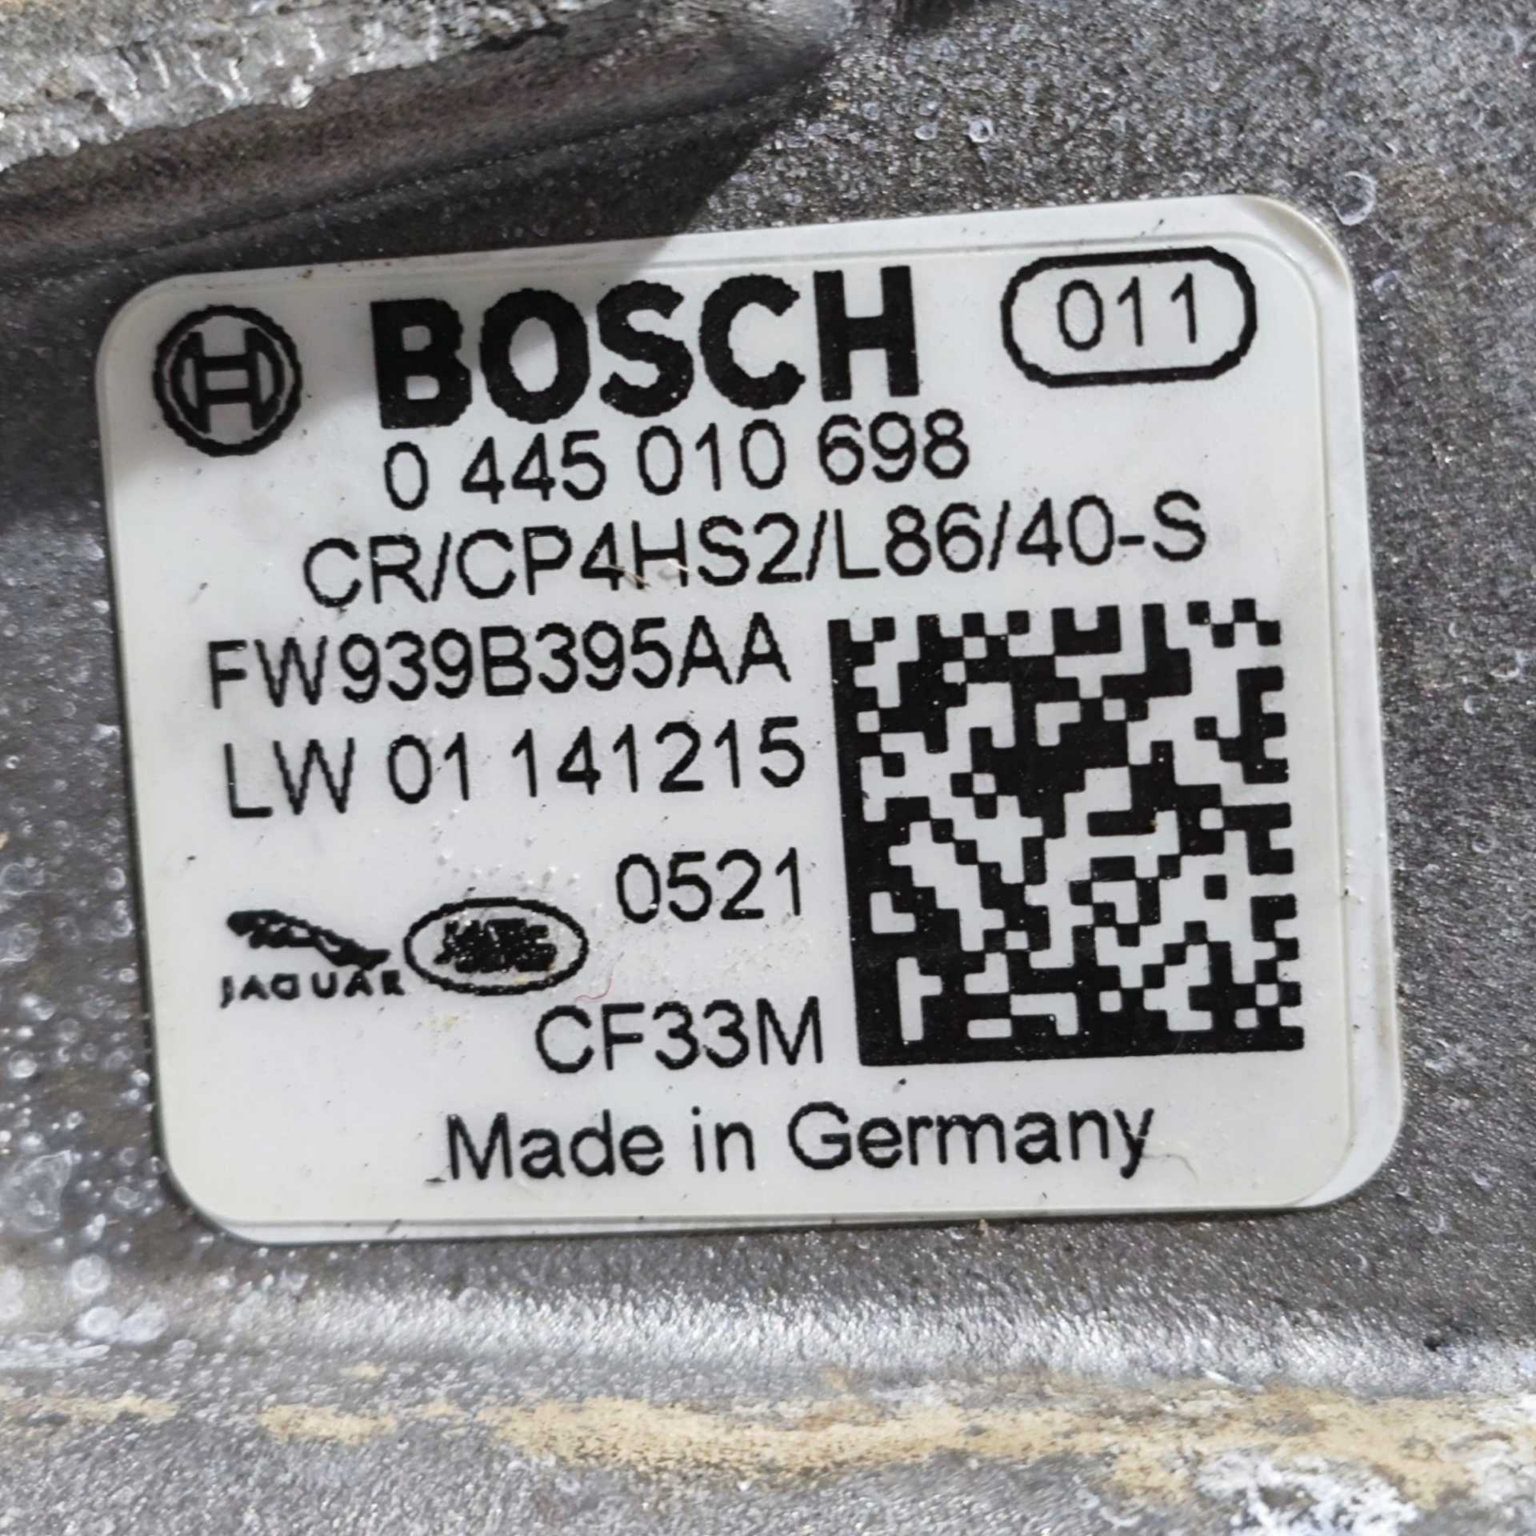 BOSCH 011
0 445 010 698
CR/CP4HS2/L86/40-S
FW939B395AA
LW 01 141215
0521
JAGUAR
CF33M
Made in Germany